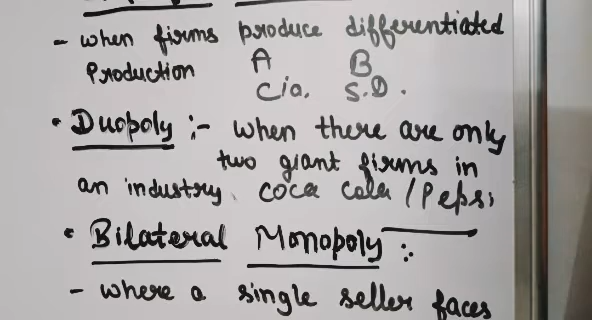 - when firms produce differentiated
Production A B
Cia. S.D.
• Duopoly :- when there are only
two giant firms in
an industry. Coca Cola / Pepsi
• Bilateral Monopoly :
- where a single seller faces